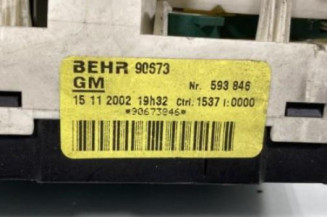 BEHR 90573
GM Nr. 593 846
15 11 2002 19h32 Ctrl. 1537 I:0000
*90673846*